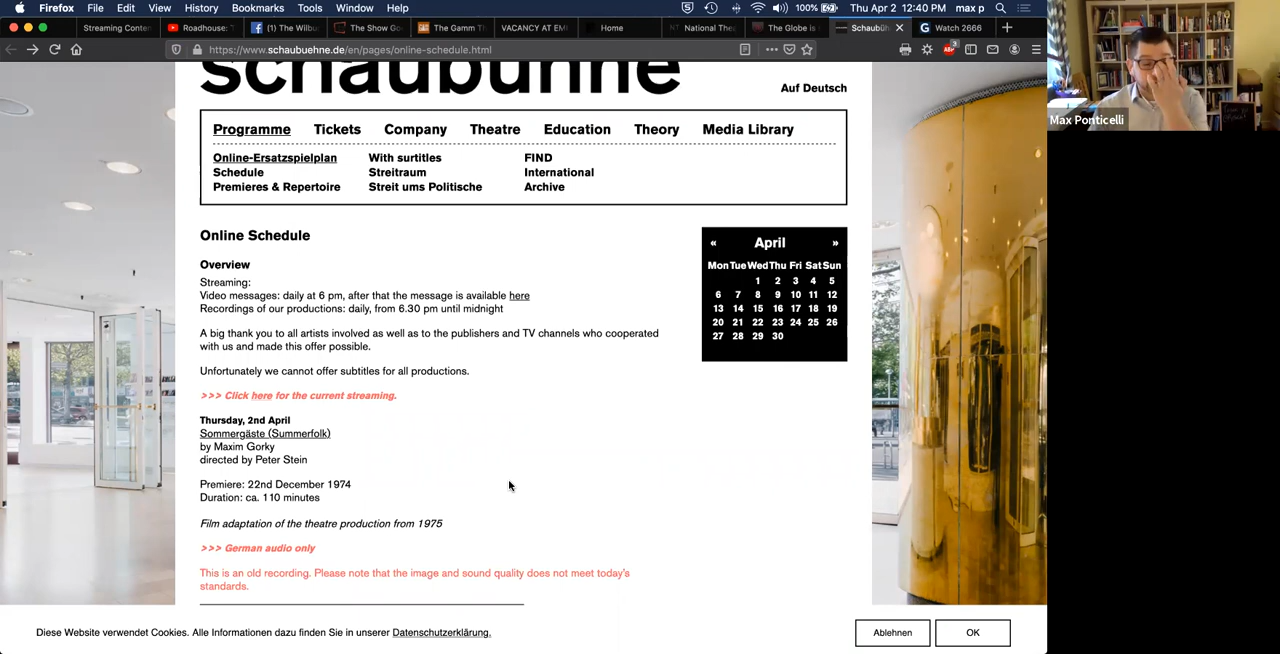 Firefox File Edit View History Bookmarks Tools Window Help 100% Thu Apr 2 12:40 PM max p
Streaming Conten Roadhouse: T (1) The Wilbu The Show Go The Gamm T VACANCY AT EM Home National Thea The Globe is Schaubüh Watch 2666
https://www.schaubuehne.de/en/pages/online-schedule.html 3
schaubühne
Auf Deutsch
Programme Tickets Company Theatre Education Theory Media Library
Online-Ersatzspielplan With surtitles FIND
Schedule Streitraum International
Premieres & Repertoire Streit ums Politische Archive
Online Schedule
Overview
Streaming:
Video messages: daily at 6 pm, after that the message is available here
Recordings of our productions: daily, from 6.30 pm until midnight
A big thank you to all artists involved as well as to the publishers and TV channels who cooperated
with us and made this offer possible.
Unfortunately we cannot offer subtitles for all productions.
>>> Click here for the current streaming.
Thursday, 2nd April
Sommergäste (Summerfolk)
by Maxim Gorky
directed by Peter Stein
Premiere: 22nd December 1974
Duration: ca. 110 minutes
Film adaptation of the theatre production from 1975
>>> German audio only
This is an old recording. Please note that the image and sound quality does not meet today's
standards.
« April »
Mon Tue Wed Thu Fri Sat Sun
1 2 3 4 5
6 7 8 9 10 11 12
13 14 15 16 17 18 19
20 21 22 23 24 25 26
27 28 29 30
Diese Website verwendet Cookies. Alle Informationen dazu finden Sie in unserer Datenschutzerklärung.
Ablehnen OK
Max Ponticelli